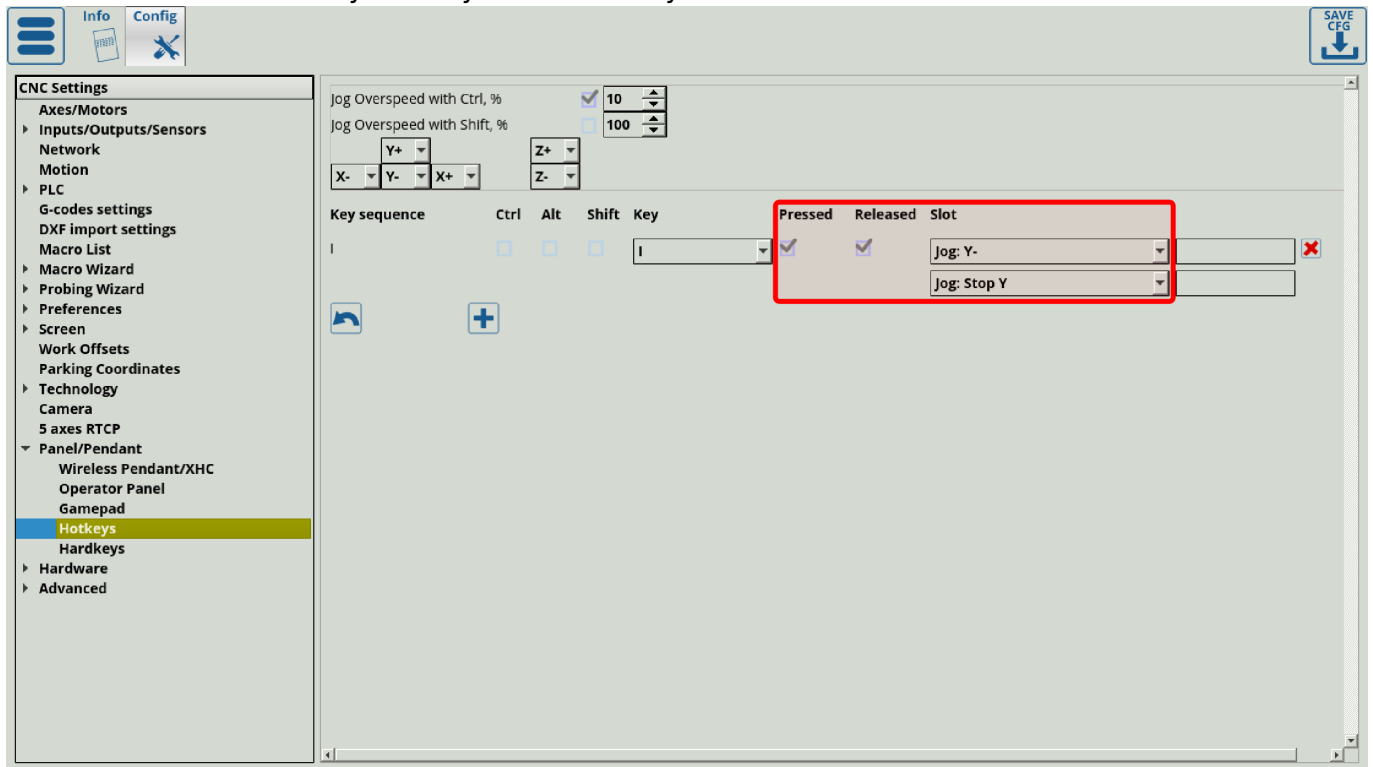 Info Config
SAVE
CFG
CNC Settings
Axes/Motors
Inputs/Outputs/Sensors
Network
Motion
PLC
G-codes settings
DXF import settings
Macro List
Macro Wizard
Probing Wizard
Preferences
Screen
Work Offsets
Parking Coordinates
Technology
Camera
5 axes RTCP
Panel/Pendant
Wireless Pendant/XHC
Operator Panel
Gamepad
Hotkeys
Hardkeys
Hardware
Advanced
Jog Overspeed with Ctrl, % 10
Jog Overspeed with Shift, % 100
Y+ Z+
X- Y- X+ Z-
Key sequence Ctrl Alt Shift Key Pressed Released Slot
I I Jog: Y-
Jog: Stop Y